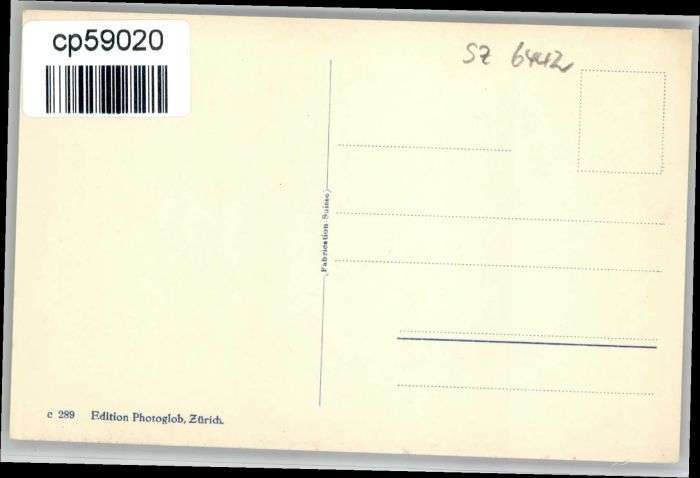 cp59020
SZ 6442
Fabrication Suisse
c 289 Edition Photoglob, Zürich.